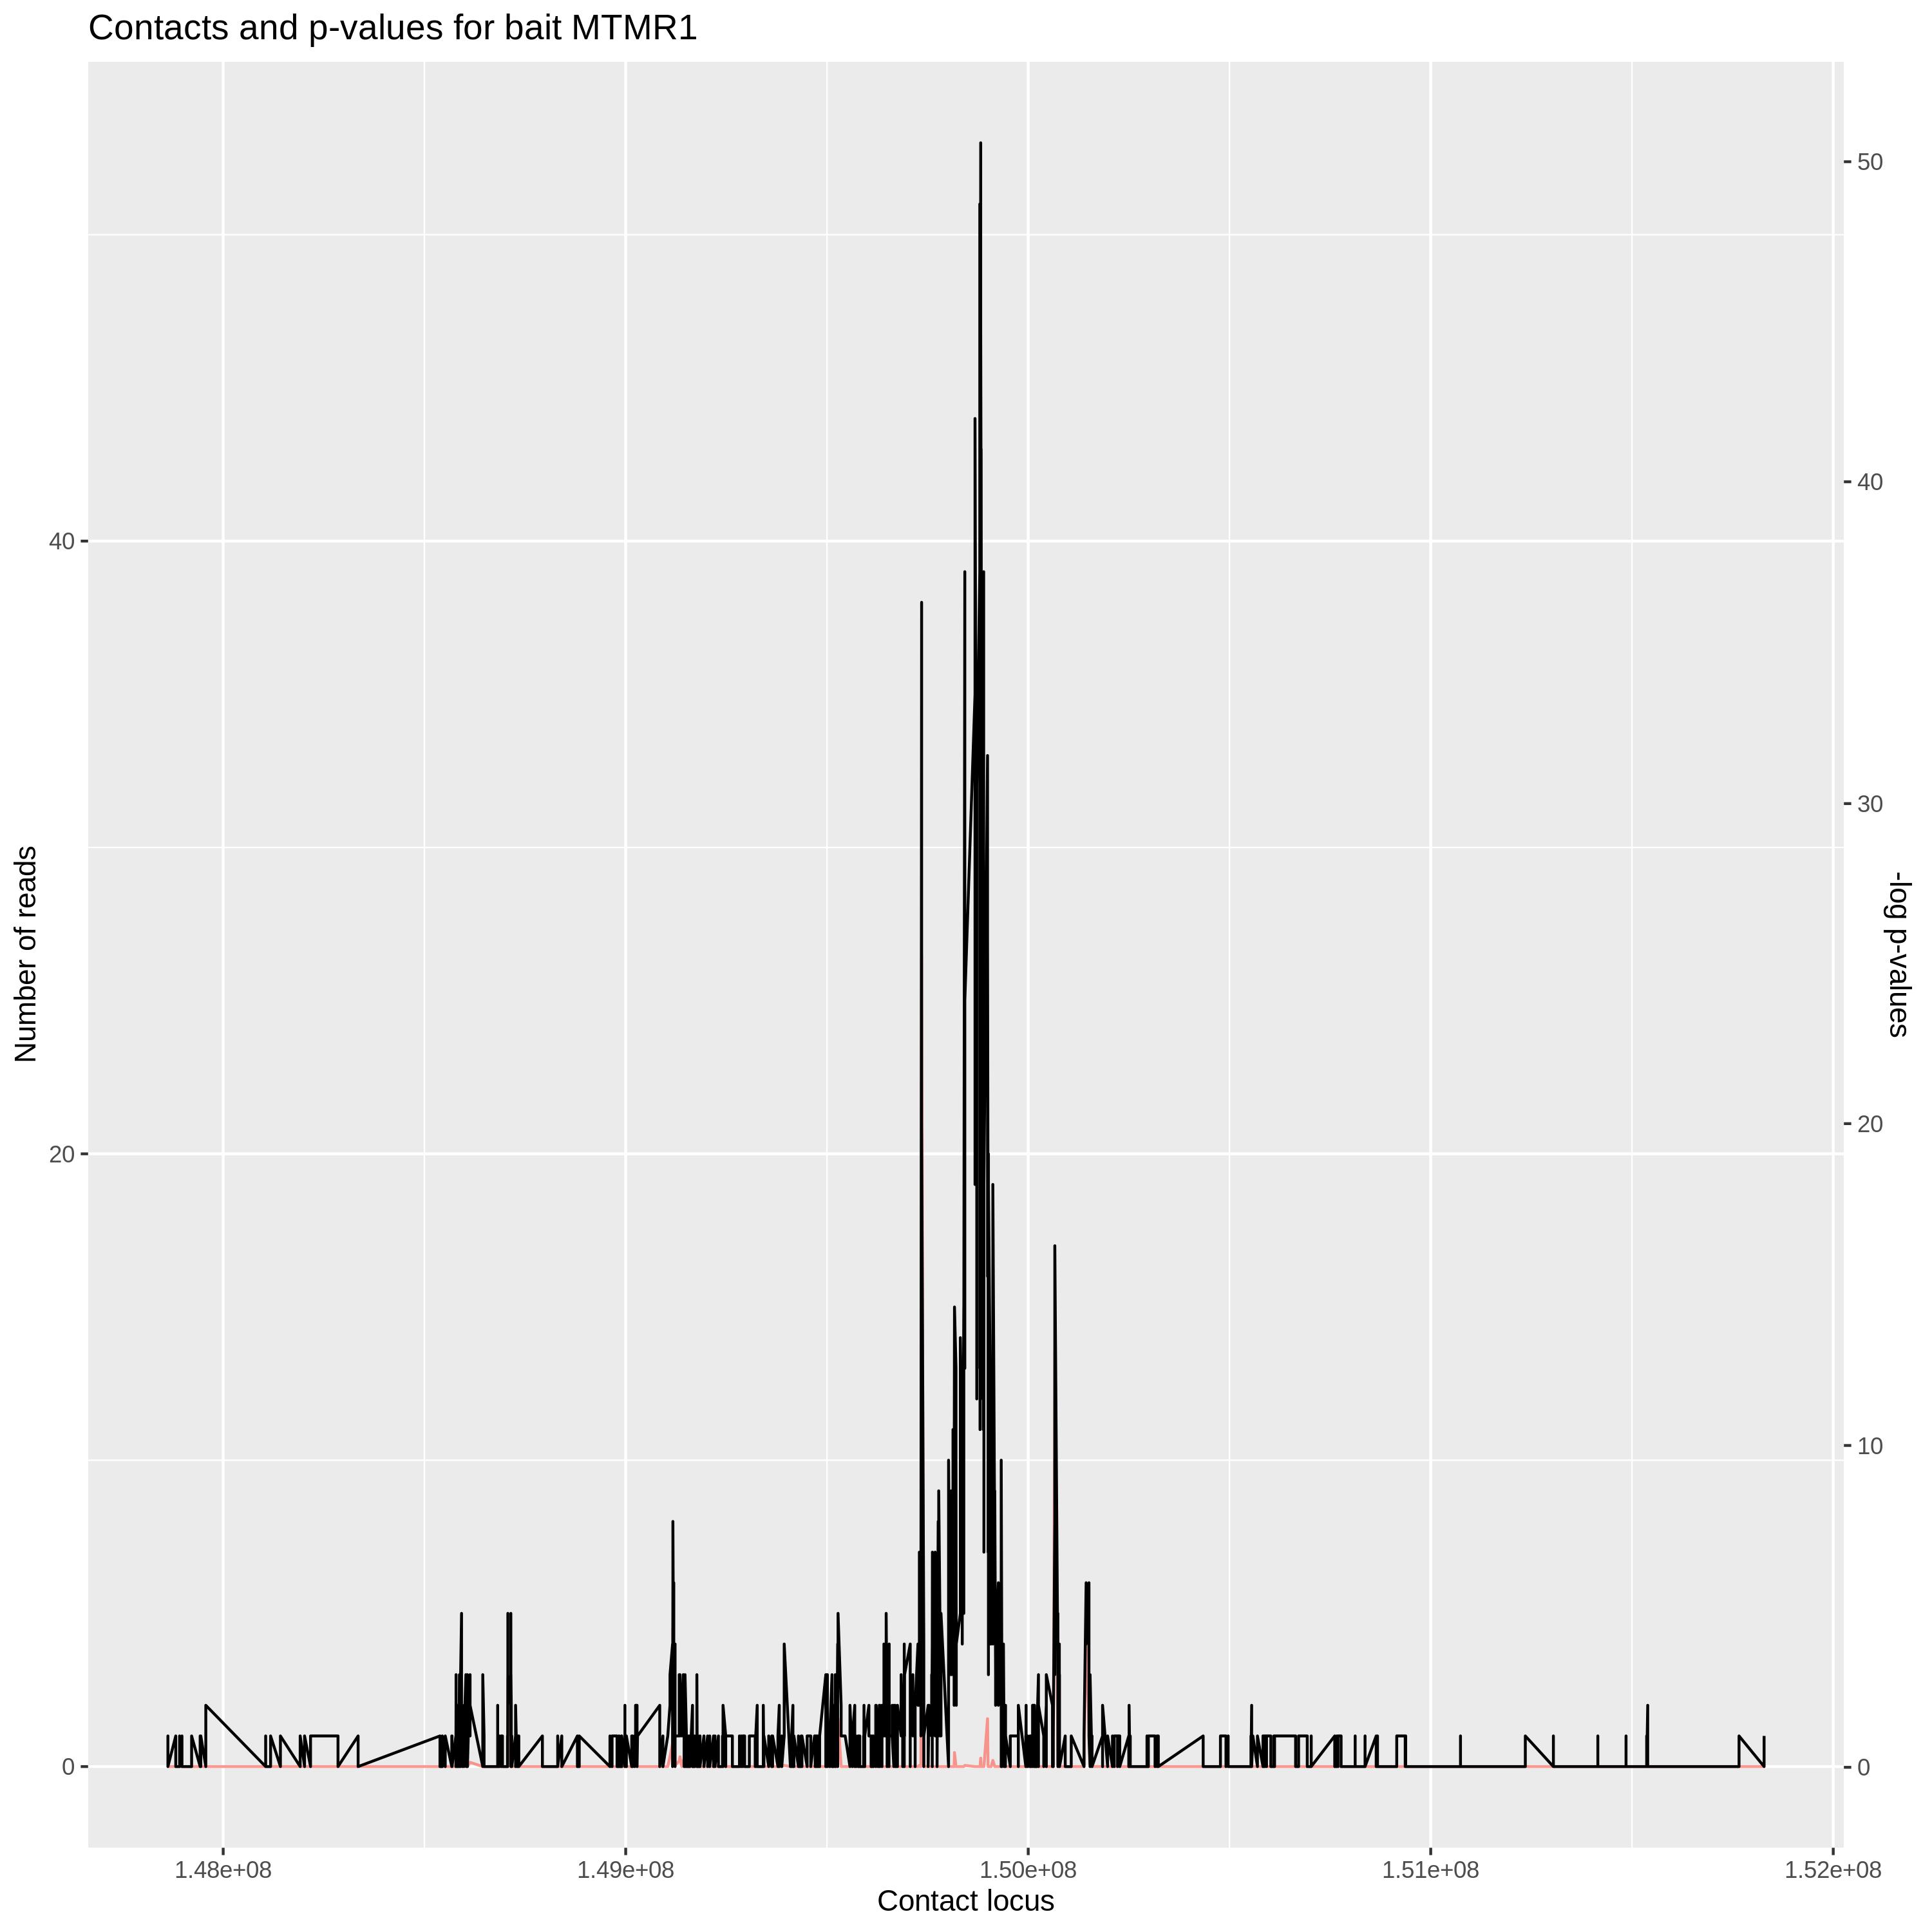 Contacts and p-values for bait MTMR1
Number of reads
40
20
0
50
40
30
20
10
0
-log p-values
1.48e+08 1.49e+08 1.50e+08 1.51e+08 1.52e+08
Contact locus